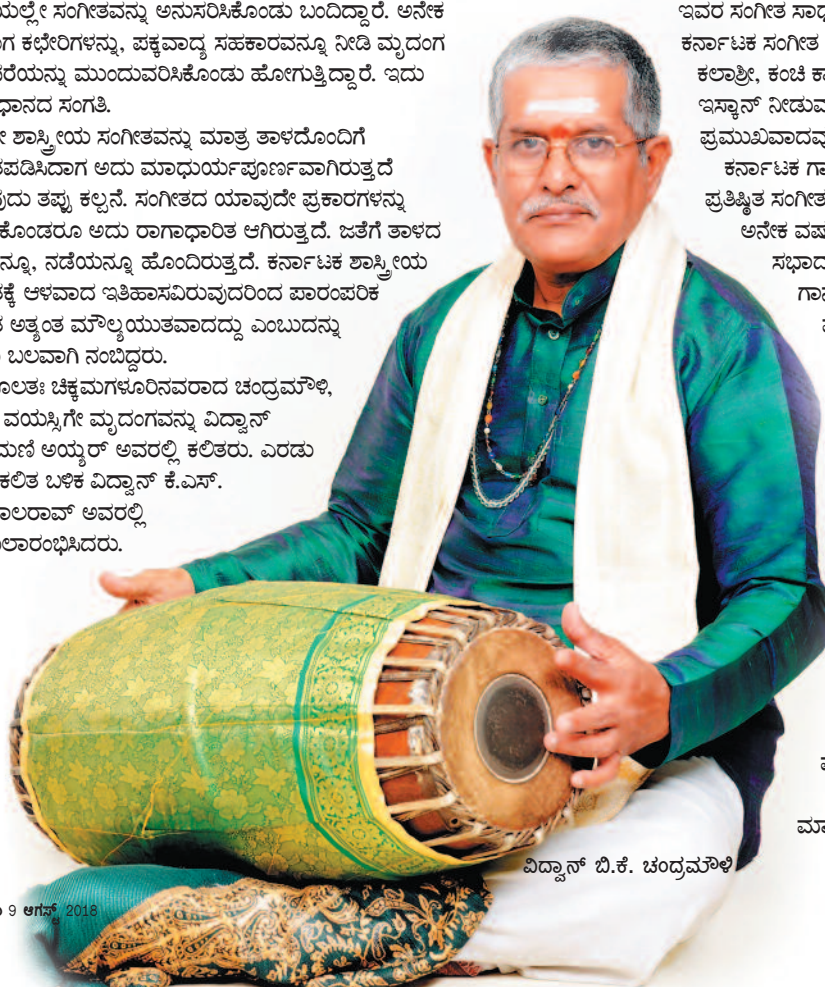 ಯಲ್ಲೇ ಸಂಗೀತವನ್ನು ಅನುಸರಿಸಿಕೊಂಡು ಬಂದಿದ್ದಾರೆ. ಅನೇಕ
ಕಛೇರಿಗಳನ್ನು, ಪಕ್ಕವಾದ್ಯ ಸಹಕಾರವನ್ನೂ ನೀಡಿ ಮೃದಂಗ
ಮುಂದುವರಿಸಿಕೊಂಡು ಹೋಗುತ್ತಿದ್ದಾರೆ. ಇದು
ಧಾನದ ಸಂಗತಿ.
ಶಾಸ್ತ್ರೀಯ ಸಂಗೀತವನ್ನು ಮಾತ್ರ ತಾಳದೊಂದಿಗೆ
ಪಡಿಸಿದಾಗ ಅದು ಮಾಧುರ್ಯಪೂರ್ಣವಾಗಿರುತ್ತದೆ
ವುದು ತಪ್ಪು ಕಲ್ಪನೆ. ಸಂಗೀತದ ಯಾವುದೇ ಪ್ರಕಾರಗಳನ್ನು
ಕೊಂಡರೂ ಅದು ರಾಗಾಧಾರಿತ ಆಗಿರುತ್ತದೆ. ಜತೆಗೆ ತಾಳದ
ನ್ನೂ, ನಡೆಯನ್ನೂ ಹೊಂದಿರುತ್ತದೆ. ಕರ್ನಾಟಕ ಶಾಸ್ತ್ರೀಯ
ಕ್ಕೆ ಆಳವಾದ ಇತಿಹಾಸವಿರುವುದರಿಂದ ಪಾರಂಪರಿಕ
ಅತ್ಯಂತ ಮೌಲ್ಯಯುತವಾದದ್ದು ಎಂಬುದನ್ನು
ಬಲವಾಗಿ ನಂಬಿದ್ದರು.
ಮೂಲತಃ ಚಿಕ್ಕಮಗಳೂರಿನವರಾದ ಚಂದ್ರಮೌಳಿ,
ವಯಸ್ಸಿಗೇ ಮೃದಂಗವನ್ನು ವಿದ್ವಾನ್
ಮಣಿ ಅಯ್ಯರ್ ಅವರಲ್ಲಿ ಕಲಿತರು. ಎರಡು
ಕಲಿತ ಬಳಿಕ ವಿದ್ವಾನ್ ಕೆ.ಎಸ್.
ಪಾಲರಾವ್ ಅವರಲ್ಲಿ
ಲಾರಂಭಿಸಿದರು.
ಇವರ ಸಂಗೀತ ಸಾಧ
ಕರ್ನಾಟಕ ಸಂಗೀತ
ಕಲಾಶ್ರೀ, ಕಂಚಿ ಕಾ
ಇಸ್ಕಾನ್ ನೀಡುವ
ಪ್ರಮುಖವಾದವು
ಕರ್ನಾಟಕ ಗಾ
ಪ್ರತಿಷ್ಠಿತ ಸಂಗೀತ
ಅನೇಕ ವರ್ಷ
ಸಭಾದ
ಗಾನ
ಮಾ
ವಿದ್ವಾನ್ ಬಿ.ಕೆ. ಚಂದ್ರಮೌಳಿ
9 ಆಗಸ್ಟ್, 2018